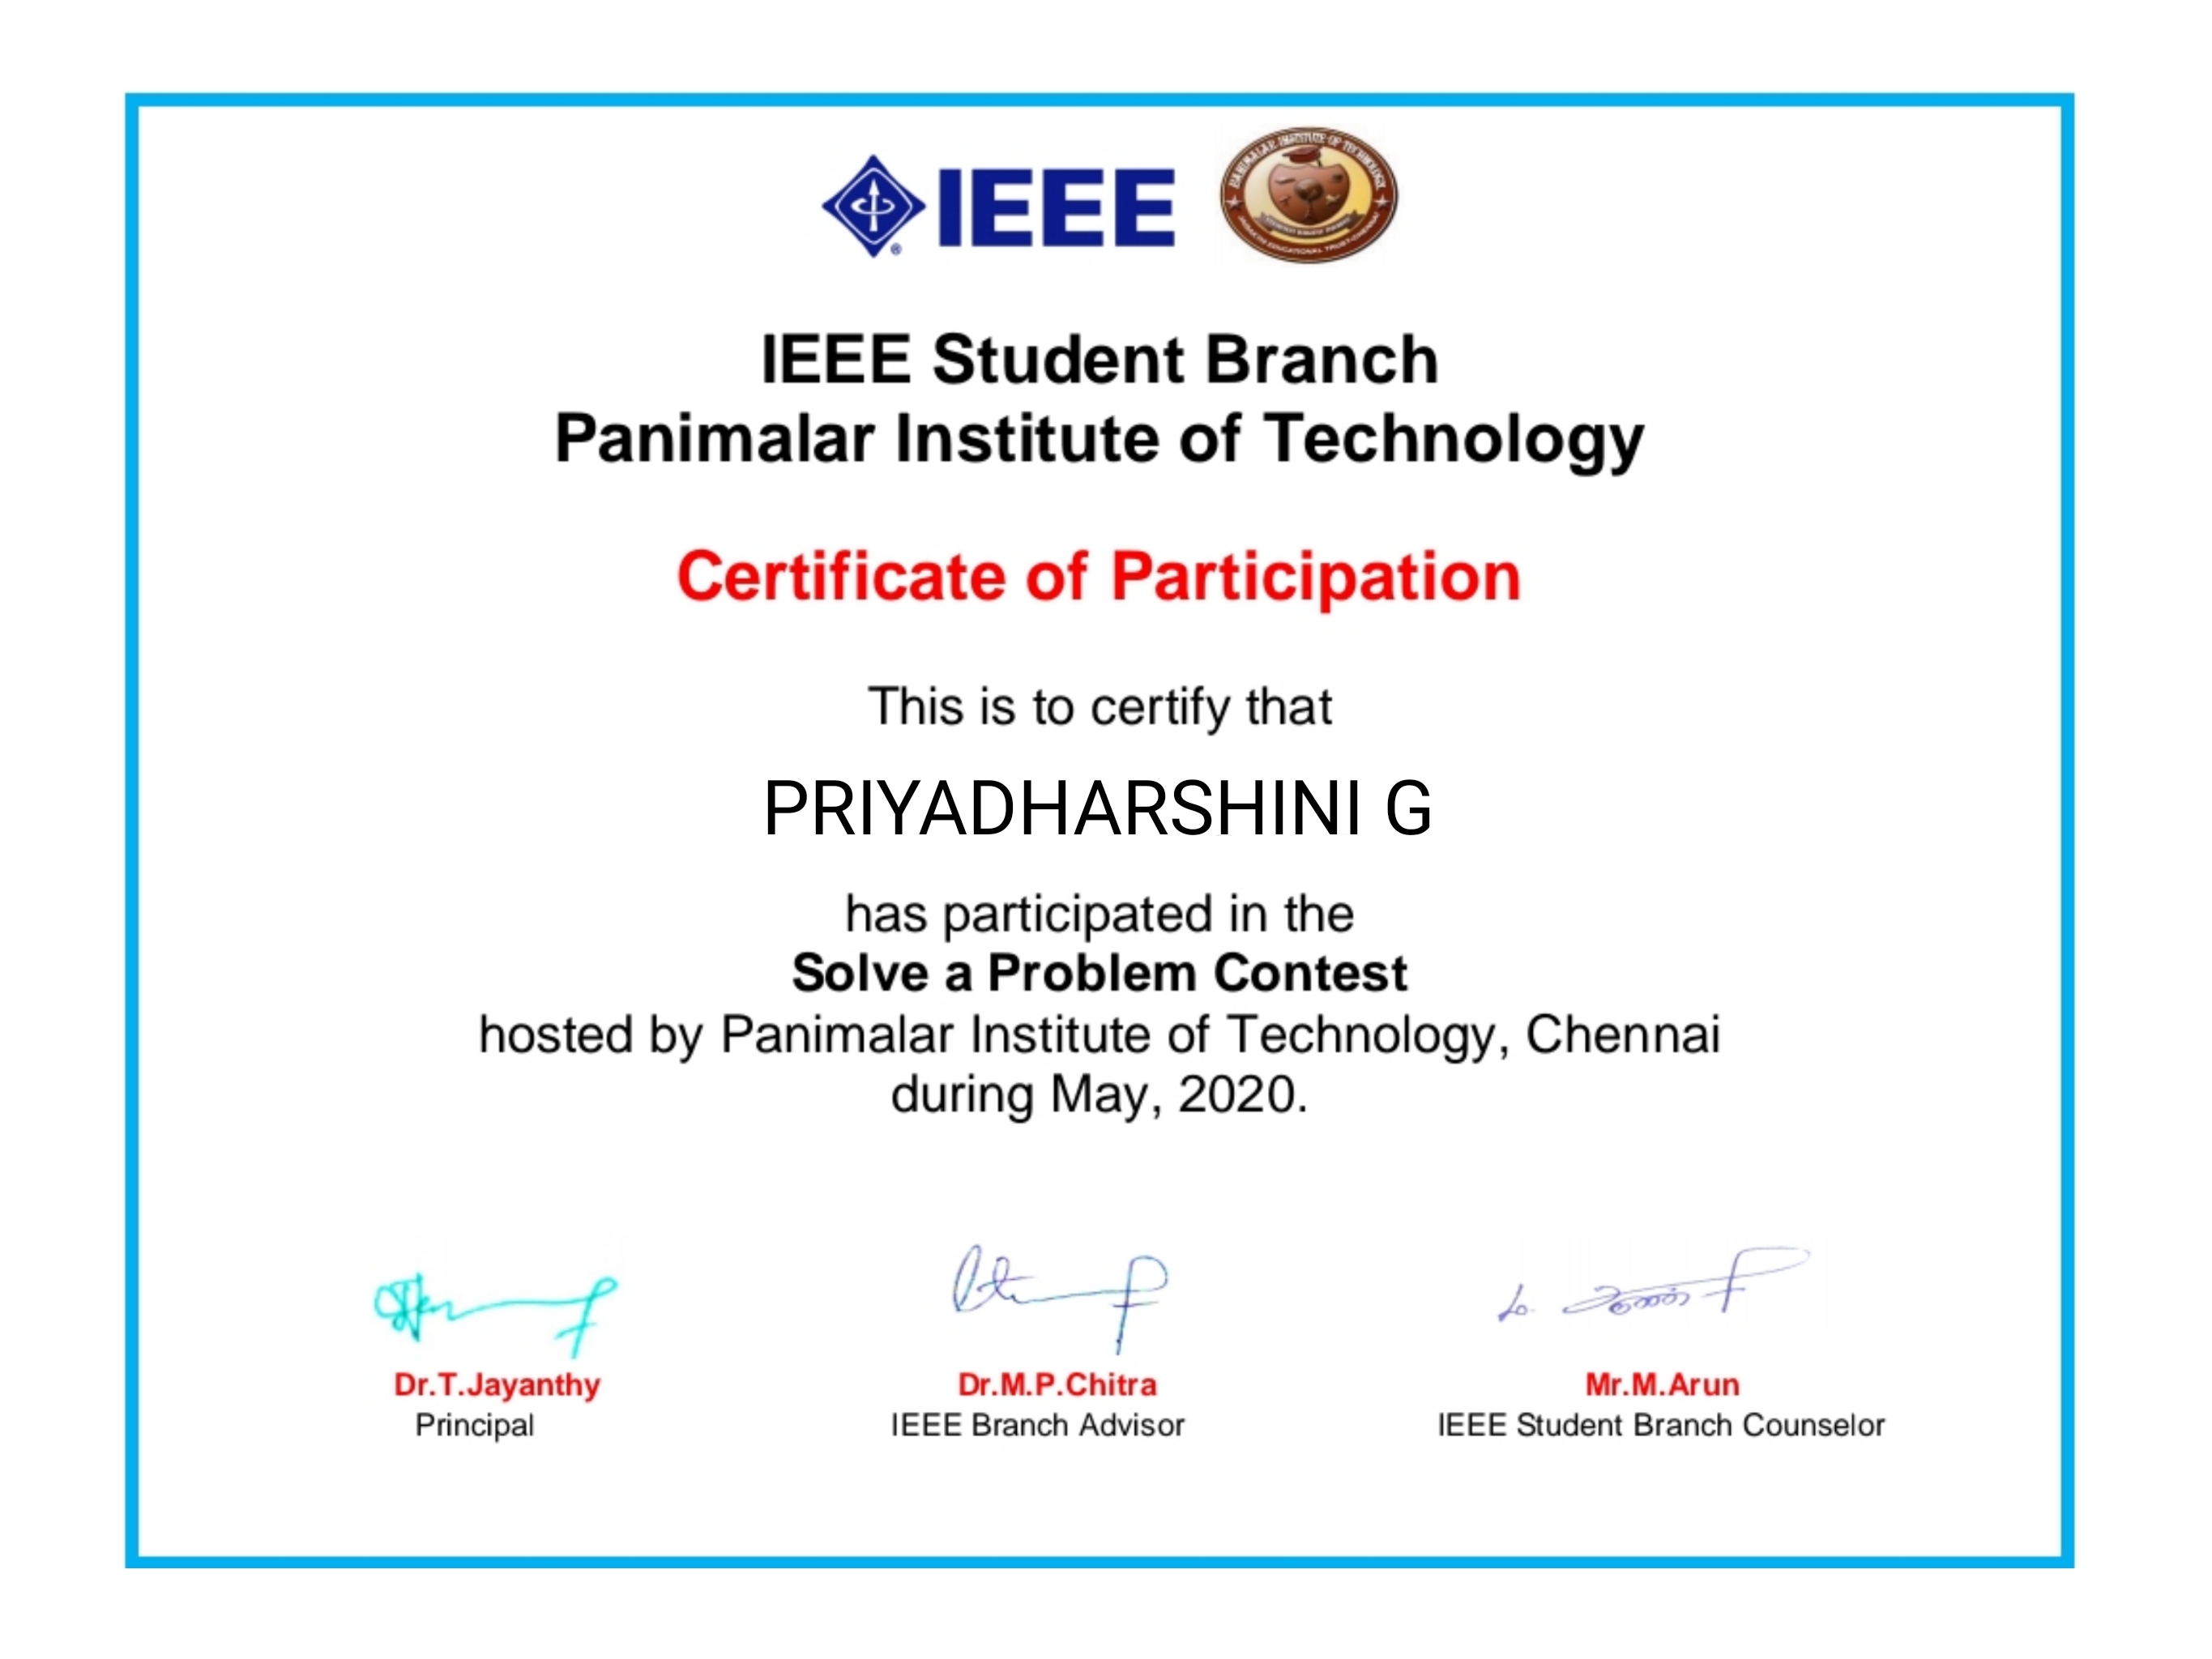 IEEE
PANIMALAR INSTITUTE OF TECHNOLOGY
IEEE Student Branch
Panimalar Institute of Technology
Certificate of Participation
This is to certify that
PRIYADHARSHINI G
has participated in the
Solve a Problem Contest
hosted by Panimalar Institute of Technology, Chennai
during May, 2020.
Dr.T.Jayanthy
Principal
Dr.M.P.Chitra
IEEE Branch Advisor
Mr.M.Arun
IEEE Student Branch Counselor